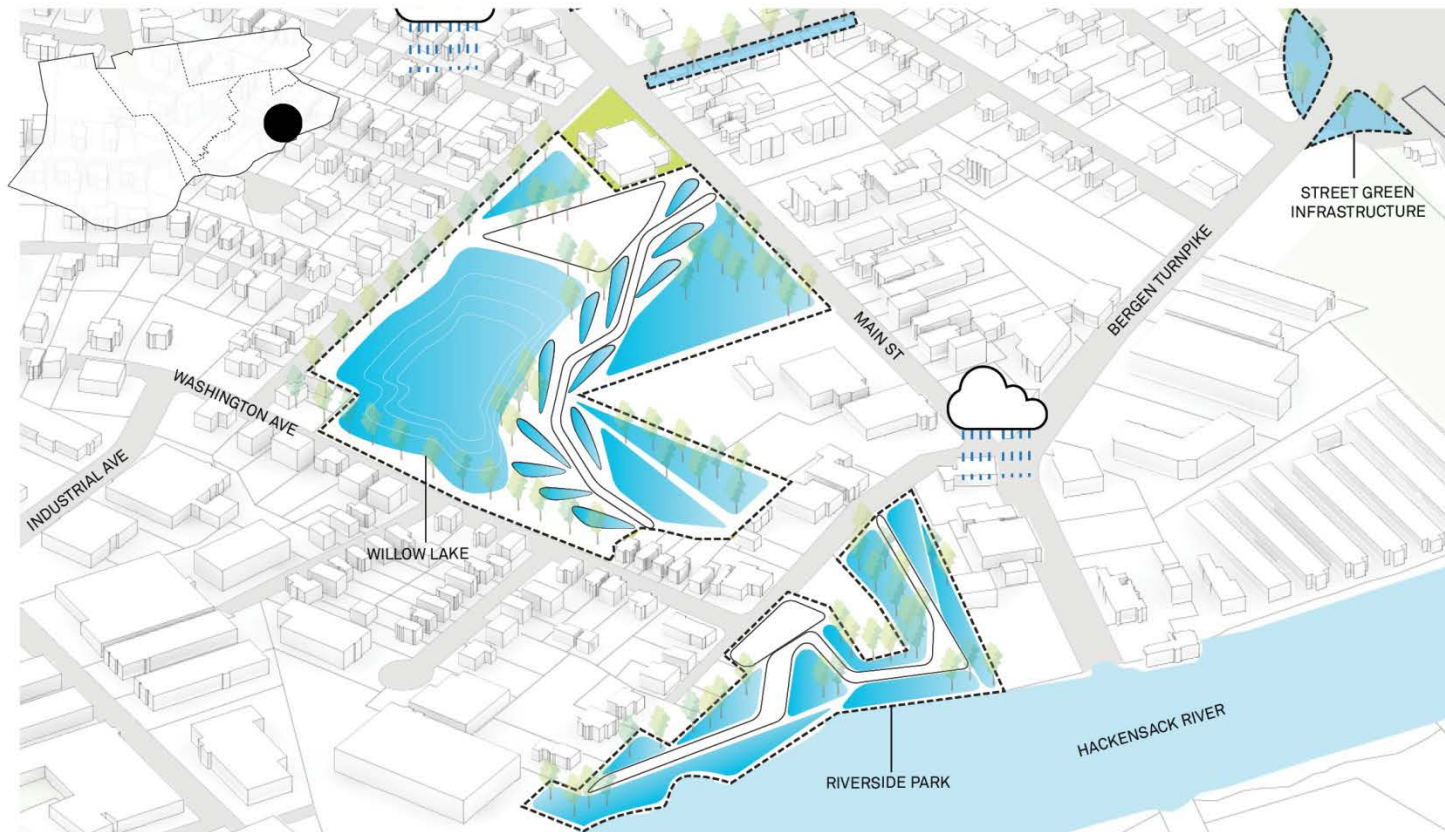 STREET GREEN
INFRASTRUCTURE
BERGEN TURNPIKE
MAIN ST
WASHINGTON AVE
INDUSTRIAL AVE
WILLOW LAKE
HACKENSACK RIVER
RIVERSIDE PARK